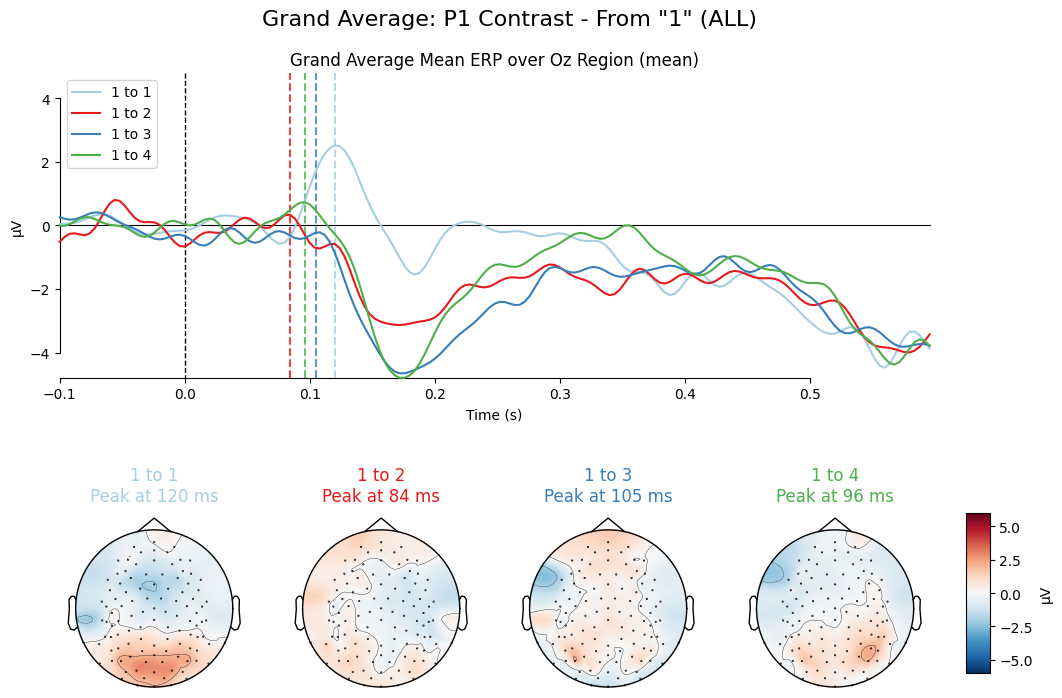 Grand Average: P1 Contrast - From "1" (ALL)
Grand Average Mean ERP over Oz Region (mean)
1 to 1
1 to 2
1 to 3
1 to 4
4
2
0
−2
−4
µV
−0.1 0.0 0.1 0.2 0.3 0.4 0.5
Time (s)
1 to 1
Peak at 120 ms
1 to 2
Peak at 84 ms
1 to 3
Peak at 105 ms
1 to 4
Peak at 96 ms
5.0
2.5
0.0
−2.5
−5.0
µV